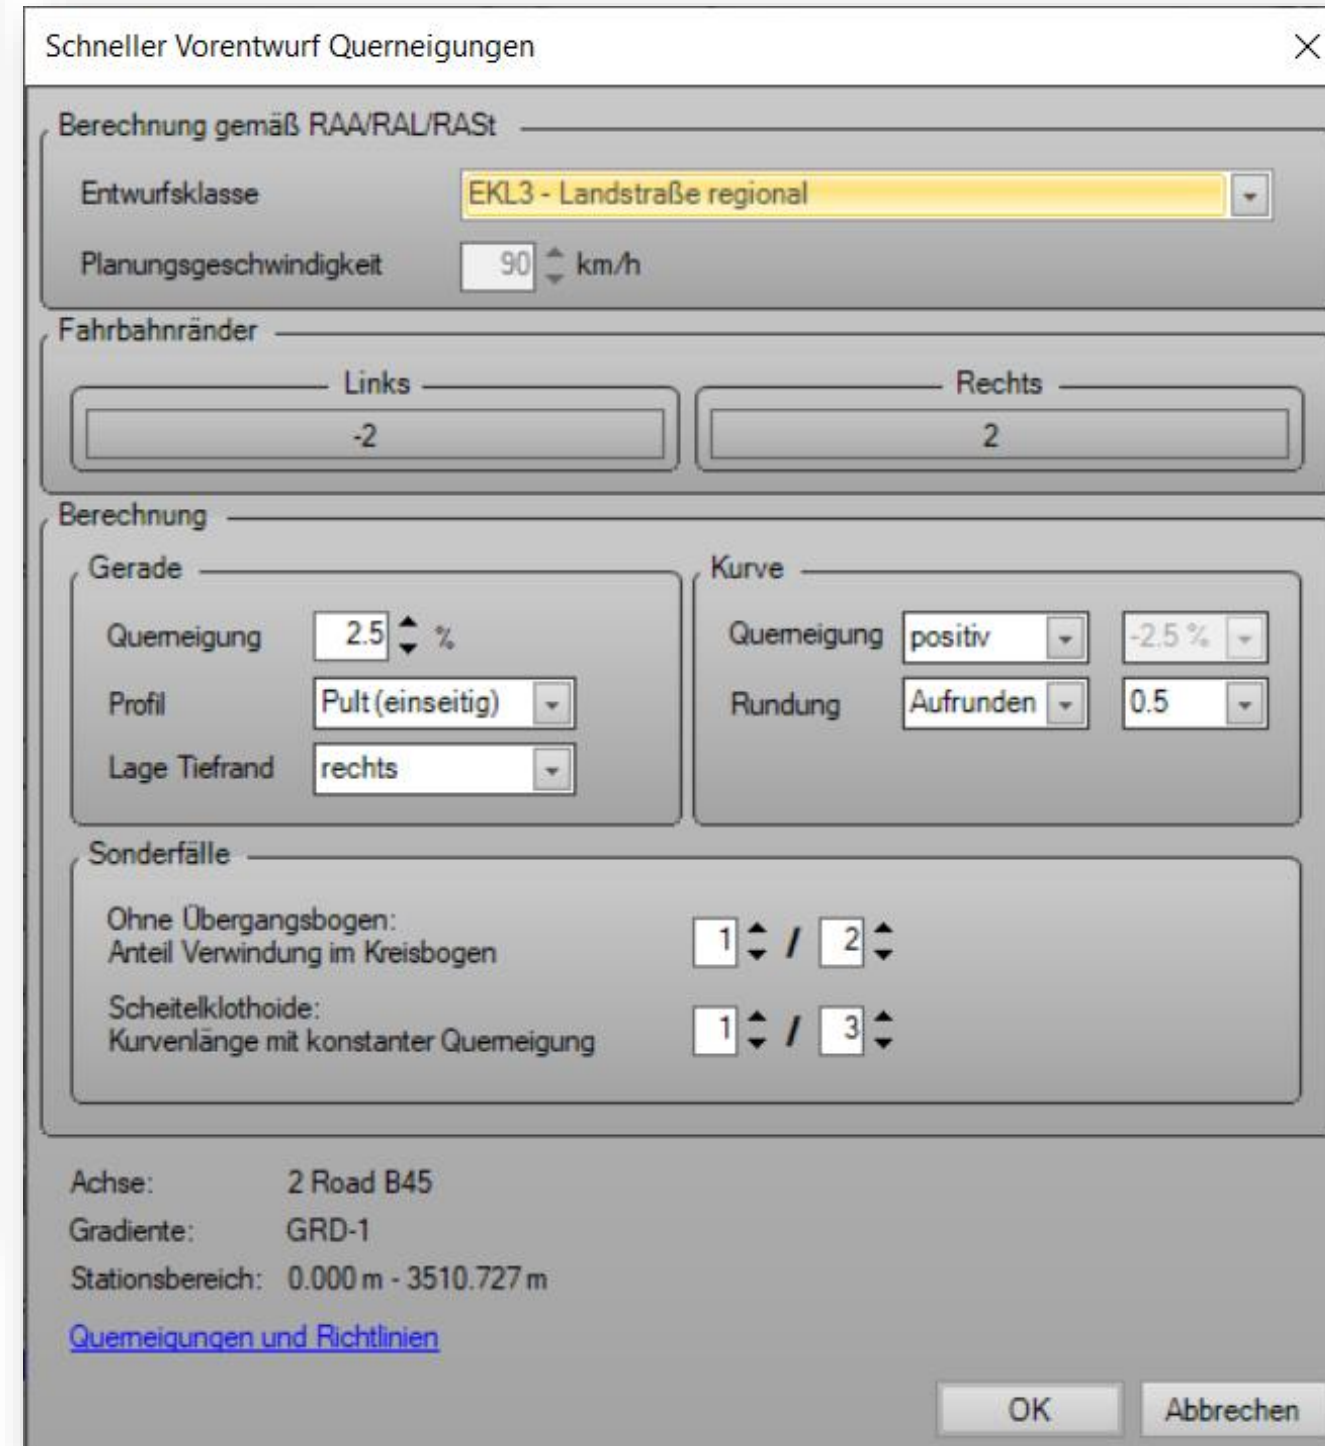 Schneller Vorentwurf Querneigungen
Berechnung gemäß RAA/RAL/RASt
Entwurfsklasse EKL3 - Landstraße regional
Planungsgeschwindigkeit 90 km/h
Fahrbahnränder
Links Rechts
-2 2
Berechnung
Gerade
Querneigung 2.5 %
Profil Pult (einseitig)
Lage Tiefrand rechts
Kurve
Querneigung positiv -2.5 %
Rundung Aufrunden 0.5
Sonderfälle
Ohne Übergangsbogen:
Anteil Verwindung im Kreisbogen 1 / 2
Scheitelklothoide:
Kurvenlänge mit konstanter Querneigung 1 / 3
Achse: 2 Road B45
Gradiente: GRD-1
Stationsbereich: 0.000 m - 3510.727 m
Querneigungen und Richtlinien
OK Abbrechen